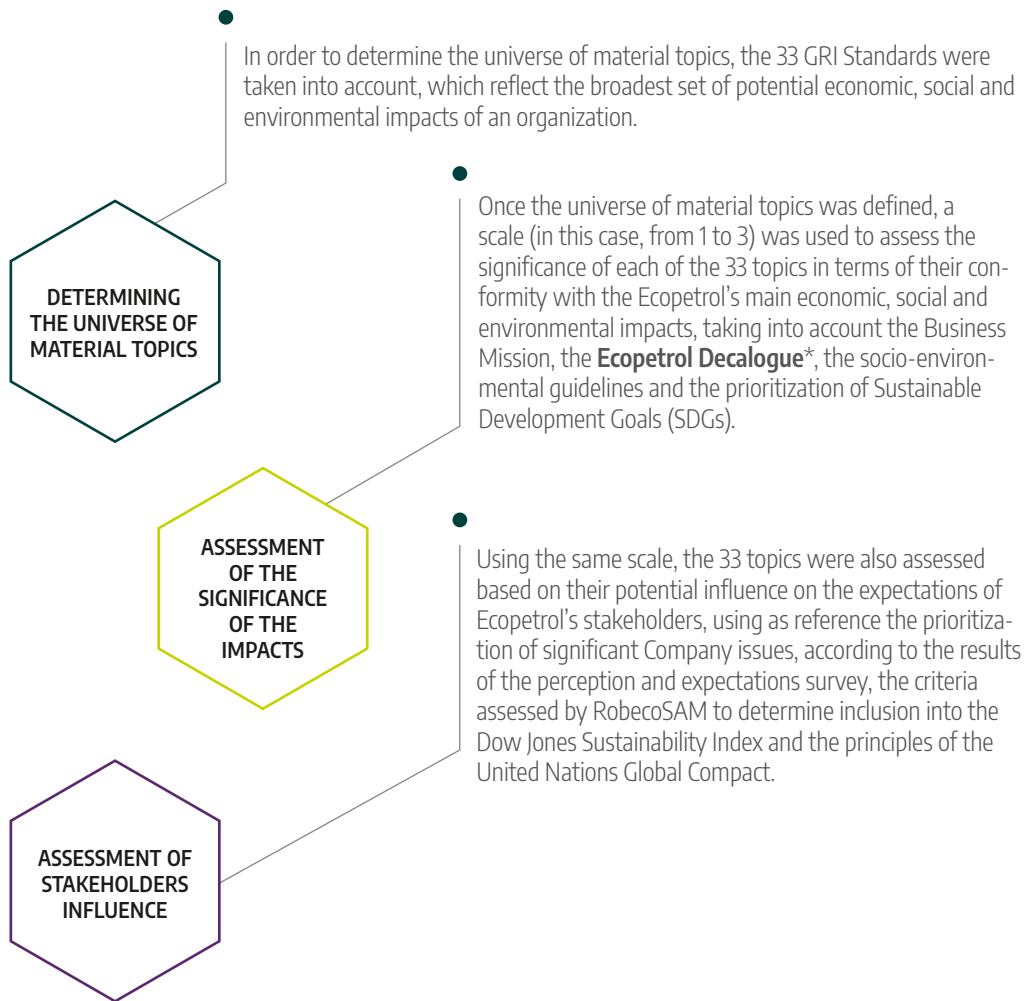 In order to determine the universe of material topics, the 33 GRI Standards were
taken into account, which reflect the broadest set of potential economic, social and
environmental impacts of an organization.
DETERMINING
THE UNIVERSE OF
MATERIAL TOPICS
Once the universe of material topics was defined, a
scale (in this case, from 1 to 3) was used to assess the
significance of each of the 33 topics in terms of their con-
formity with the Ecopetrol's main economic, social and
environmental impacts, taking into account the Business
Mission, the Ecopetrol Decalogue*, the socio-environ-
mental guidelines and the prioritization of Sustainable
Development Goals (SDGs).
ASSESSMENT
OF THE
SIGNIFICANCE
OF THE
IMPACTS
Using the same scale, the 33 topics were also assessed
based on their potential influence on the expectations of
Ecopetrol's stakeholders, using as reference the prioritiza-
tion of significant Company issues, according to the results
of the perception and expectations survey, the criteria
assessed by RobecoSAM to determine inclusion into the
Dow Jones Sustainability Index and the principles of the
United Nations Global Compact.
ASSESSMENT OF
STAKEHOLDERS
INFLUENCE